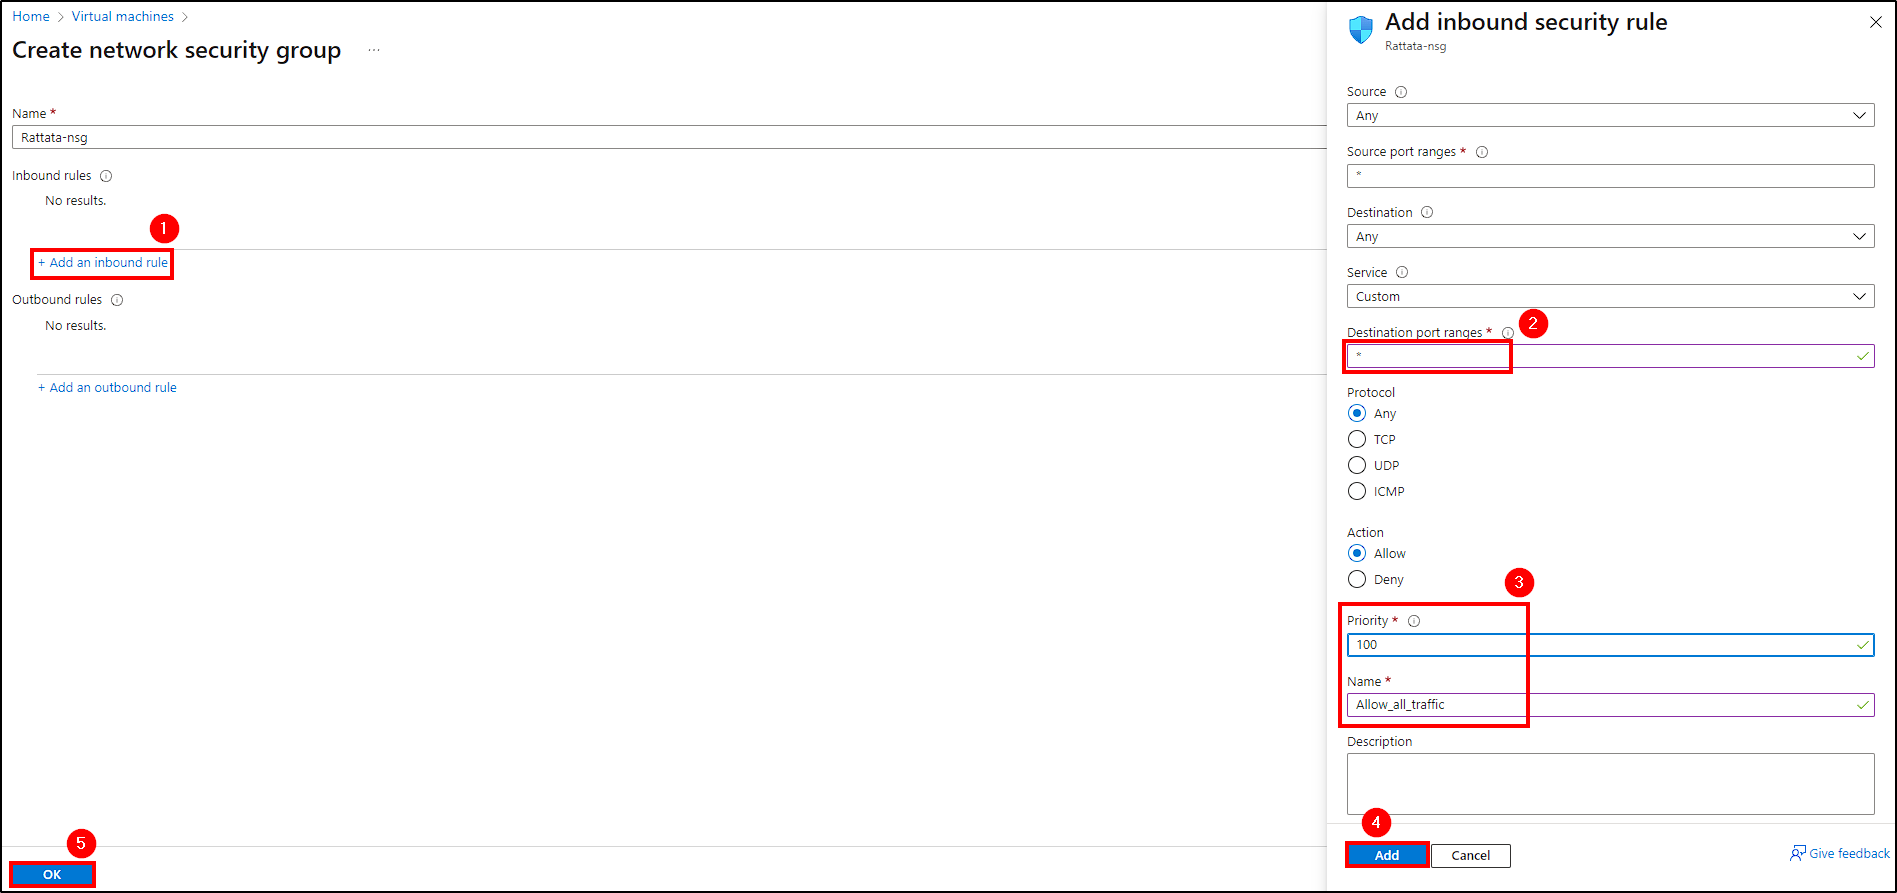 Home > Virtual machines >
Create network security group ...
Name *
Rattata-nsg
Inbound rules
No results.
1
+ Add an inbound rule
Outbound rules
No results.
+ Add an outbound rule
5
OK
Add inbound security rule
Rattata-nsg
Source
Any
Source port ranges *
*
Destination
Any
Service
Custom
Destination port ranges *
2
*
Protocol
Any
TCP
UDP
ICMP
Action
Allow
Deny
3
Priority *
100
Name *
Allow_all_traffic
Description
4
Add
Cancel
Give feedback